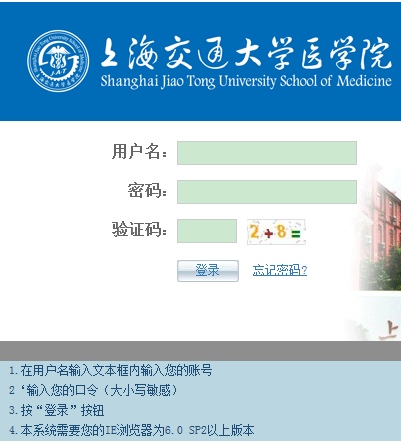 上海交通大学医学院
Shanghai Jiao Tong University School of Medicine
用户名：
密码：
验证码： 2+8=
登录 忘记密码?
1.在用户名输入文本框内输入您的账号
2‘输入您的口令（大小写敏感）
3.按“登录”按钮
4.本系统需要您的IE浏览器为6.0 SP2以上版本